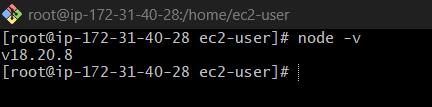 root@ip-172-31-40-28:/home/ec2-user
[root@ip-172-31-40-28 ec2-user]# node -v
v18.20.8
[root@ip-172-31-40-28 ec2-user]#